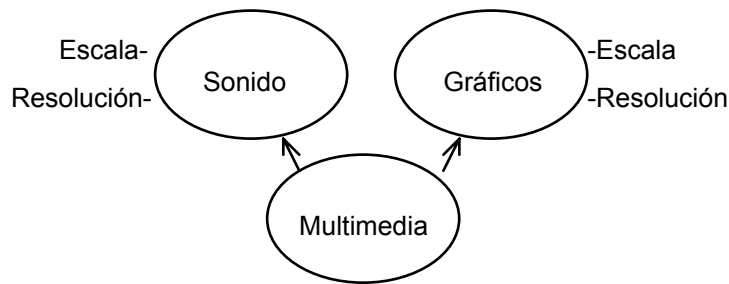 Escala-
Resolución-
Sonido
Gráficos
-Escala
-Resolución
Multimedia